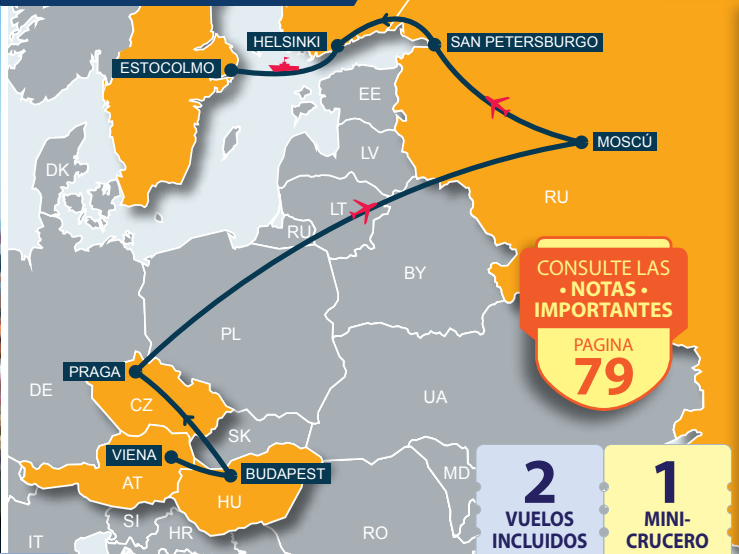 HELSINKI
SAN PETERSBURGO
ESTOCOLMO
EE
MOSCÚ
LV
DK
LT
RU
RU
BY
CONSULTE LAS
• NOTAS •
IMPORTANTES
PAGINA
79
PL
PRAGA
DE
CZ
UA
SK
VIENA
BUDAPEST
AT
HU
MD
SI
HR
RO
IT
2
VUELOS
INCLUIDOS
1
MINI-
CRUCERO